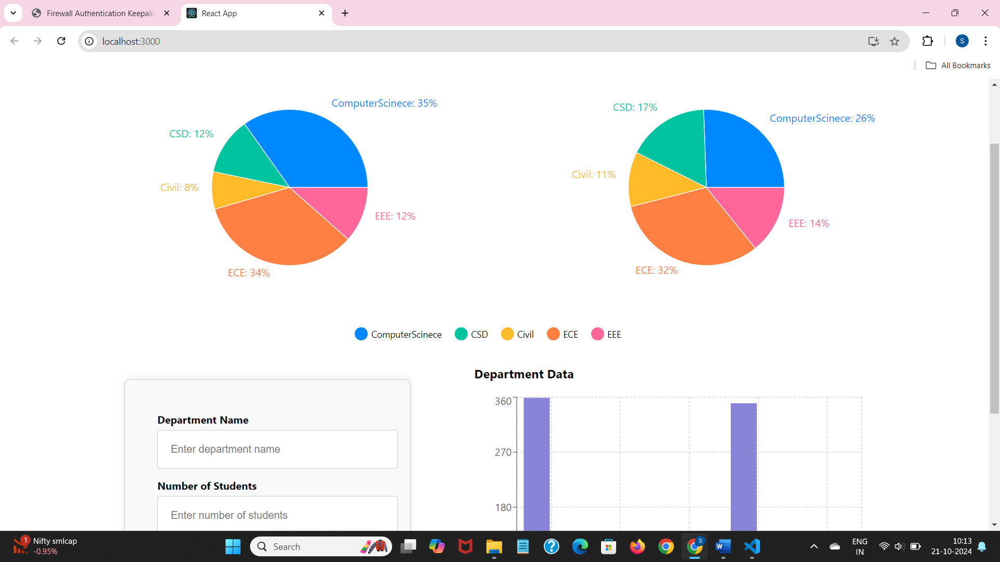 Firewall Authentication Keepaliv
React App
localhost:3000
S
All Bookmarks
ComputerScinece: 35%
CSD: 12%
Civil: 8%
EEE: 12%
ECE: 34%
CSD: 17%
ComputerScinece: 26%
Civil: 11%
EEE: 14%
ECE: 32%
ComputerScinece CSD Civil ECE EEE
Department Name
Enter department name
Number of Students
Enter number of students
Department Data
360
270
180
1
Nifty smlcap
-0.95%
Search
?
S
W
ENG
IN
10:13
21-10-2024